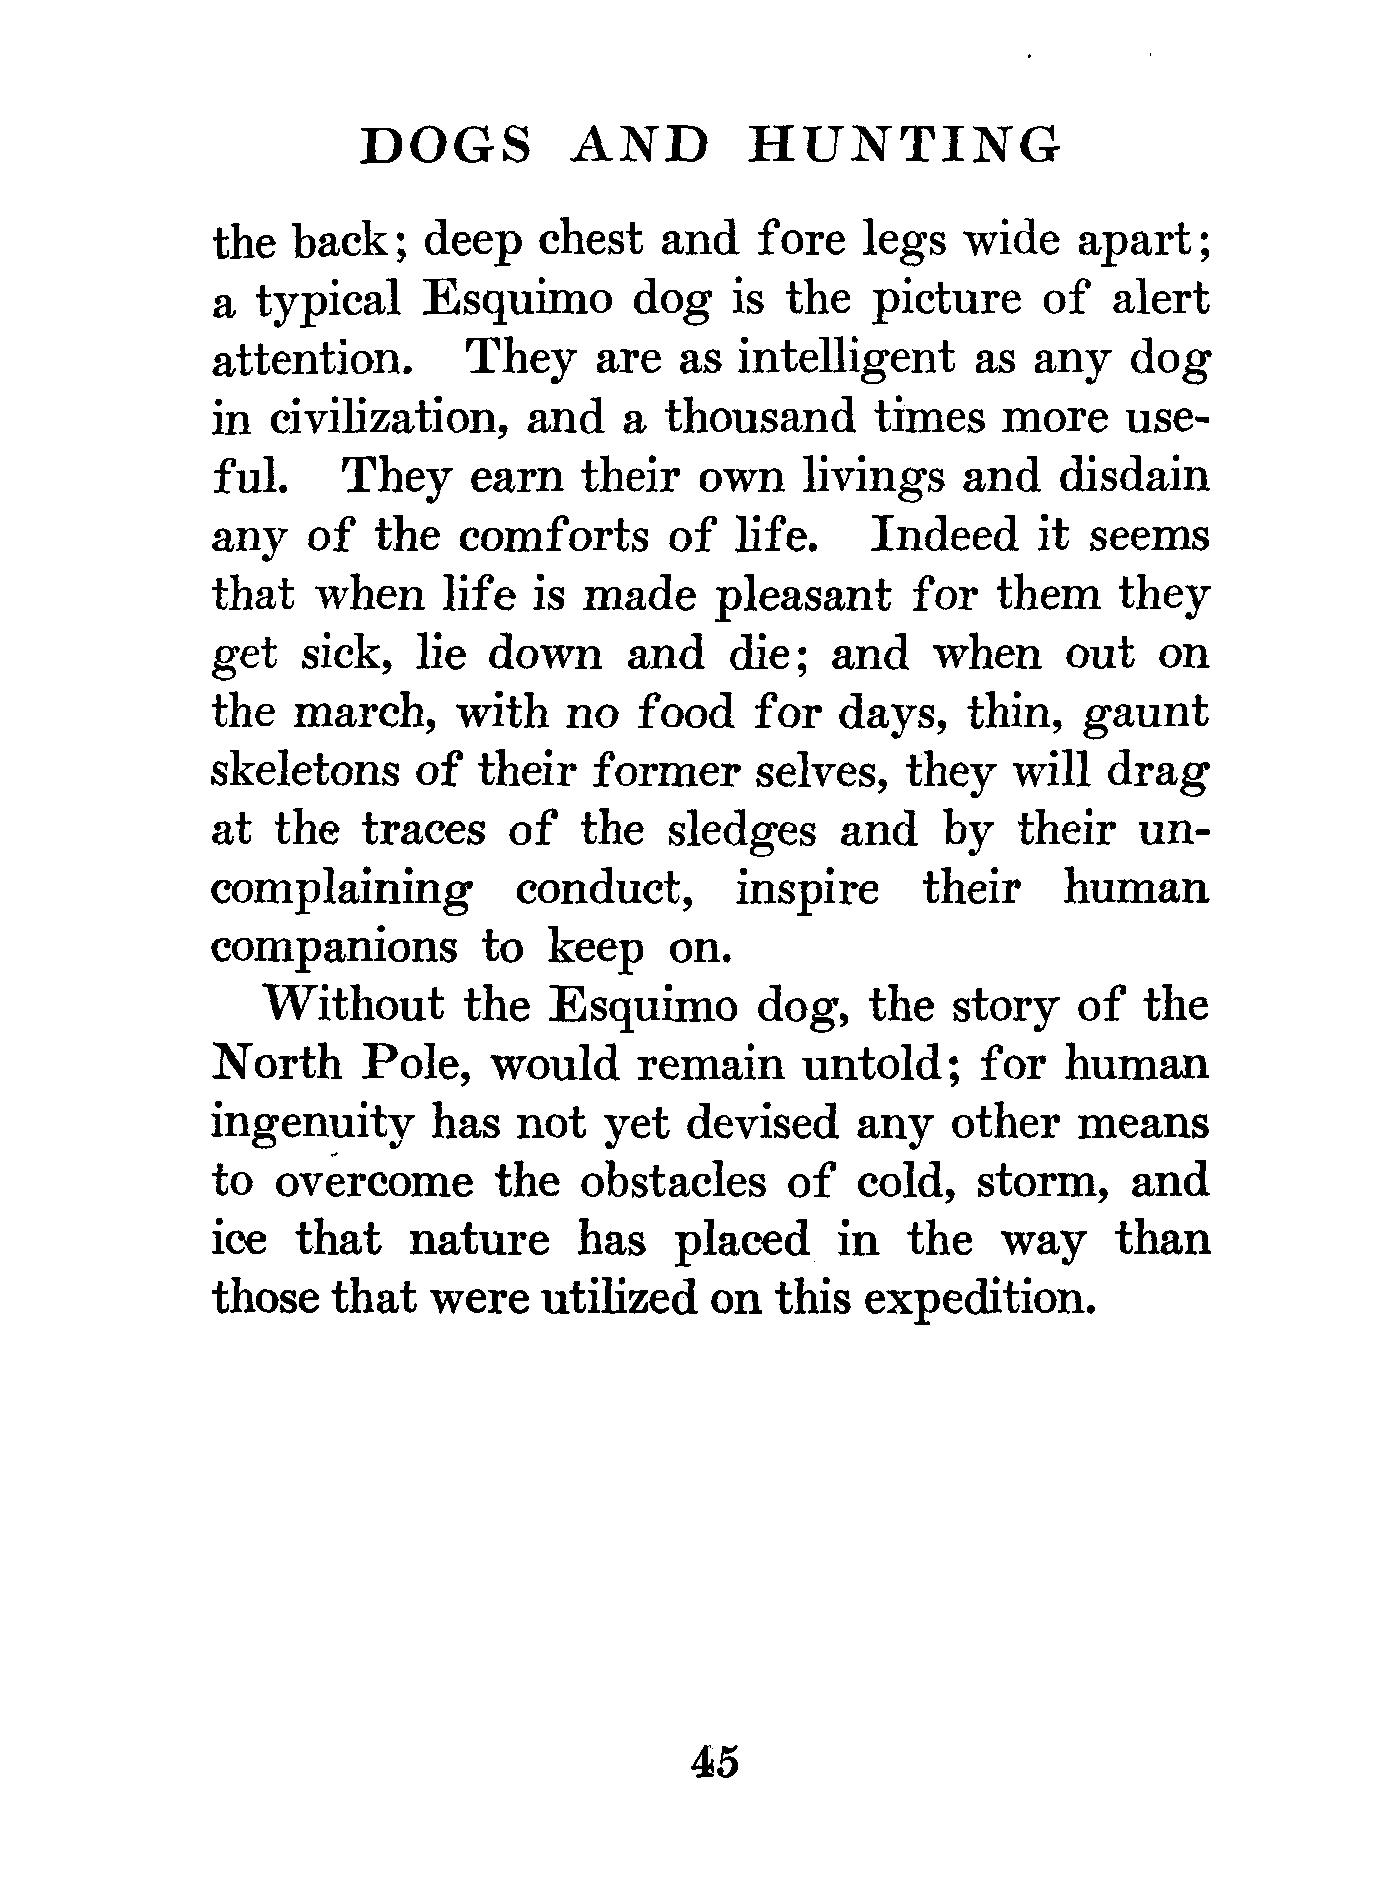 DOGS AND HUNTING
the back; deep chest and fore legs wide apart;
a typical Esquimo dog is the picture of alert
attention. They are as intelligent as any dog
in civilization, and a thousand times more use-
ful. They earn their own livings and disdain
any of the comforts of life. Indeed it seems
that when life is made pleasant for them they
get sick, lie down and die; and when out on
the march, with no food for days, thin, gaunt
skeletons of their former selves, they will drag
at the traces of the sledges and by their un-
complaining conduct, inspire their human
companions to keep on.
Without the Esquimo dog, the story of the
North Pole, would remain untold; for human
ingenuity has not yet devised any other means
to overcome the obstacles of cold, storm, and
ice that nature has placed in the way than
those that were utilized on this expedition.
45